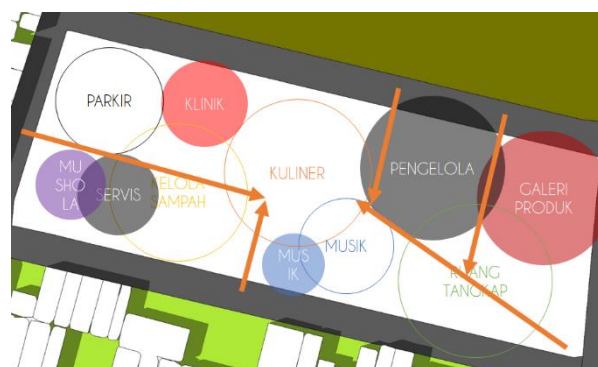 PARKIR
KLINIK
MU
SHO
LA
SERVIS
KELOLA
SAMPAH
KULINER
MUS
IK
MUSIK
PENGELOLA
GALERI
PRODUK
RUANG
TANGKAP